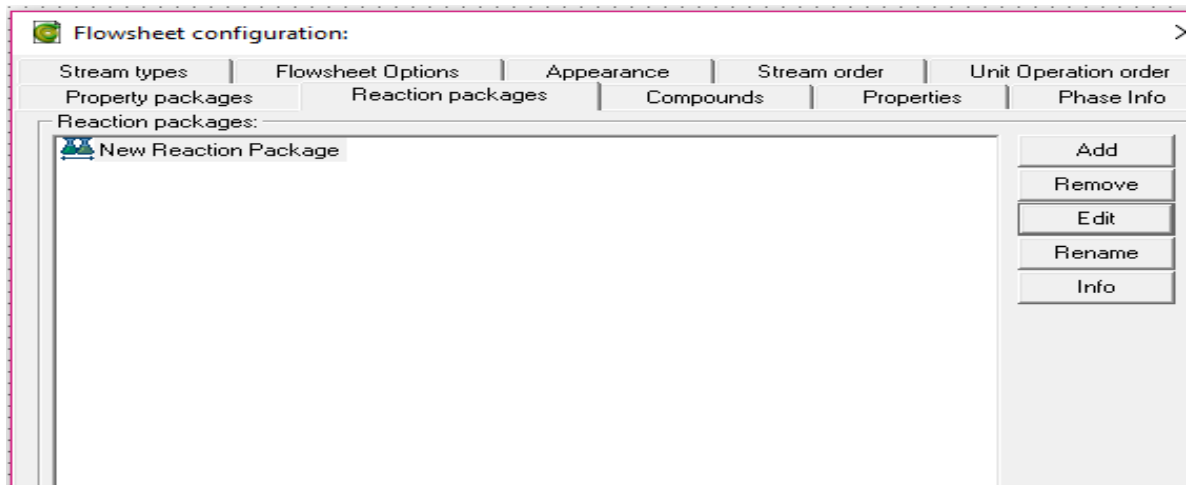 Flowsheet configuration:
Stream types Flowsheet Options Appearance Stream order Unit Operation order
Property packages Reaction packages Compounds Properties Phase Info
Reaction packages:
New Reaction Package
Add
Remove
Edit
Rename
Info